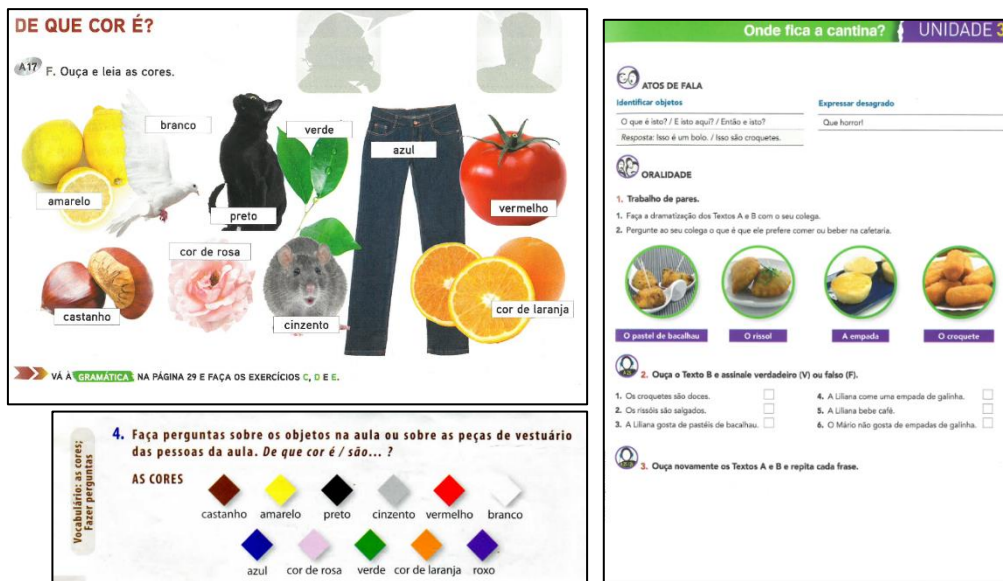 DE QUE COR É?
A17 F. Ouça e leia as cores.
branco
verde
azul
amarelo
preto
vermelho
cor de rosa
castanho
cinzento
cor de laranja
VÁ À GRAMÁTICA NA PÁGINA 29 E FAÇA OS EXERCÍCIOS C, D E E.
Vocabulário: as cores;
Fazer perguntas
4. Faça perguntas sobre os objetos na aula ou sobre as peças de vestuário
das pessoas da aula. De que cor é / são... ?
AS CORES
castanho amarelo preto cinzento vermelho branco
azul cor de rosa verde cor de laranja roxo
Onde fica a cantina? UNIDADE 3
ATOS DE FALA
Identificar objetos
O que é isto? / E isto aqui? / Então e isto?
Resposta: Isso é um bolo. / Isso são croquetes.
Expressar desagrado
Que horror!
ORALIDADE
1. Trabalho de pares.
1. Faça a dramatização dos Textos A e B com o seu colega.
2. Pergunte ao seu colega o que é que ele prefere comer ou beber na cafetaria.
O pastel de bacalhau O rissol A empada O croquete
2. Ouça o Texto B e assinale verdadeiro (V) ou falso (F).
1. Os croquetes são doces.
2. Os rissóis são salgados.
3. A Liliana gosta de pastéis de bacalhau.
4. A Liliana come uma empada de galinha.
5. A Liliana bebe café.
6. O Mário não gosta de empadas de galinha.
3. Ouça novamente os Textos A e B e repita cada frase.